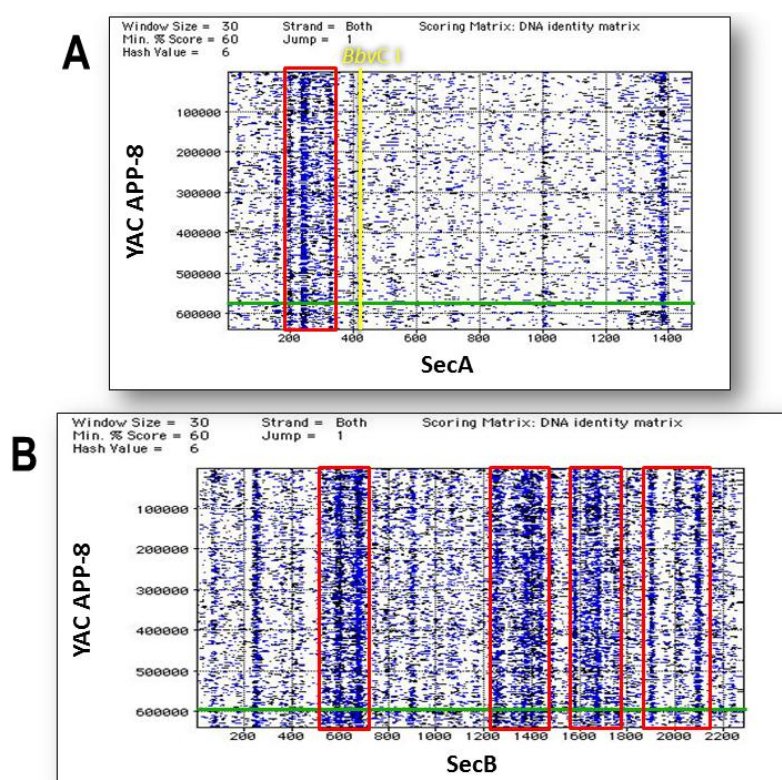 A
Window Size = 30 Strand = Both Scoring Matrix: DNA identity matrix
Min. % Score = 60 Jump = 1
Hash Value = 6
BbvC I
YAC APP-8
100000
200000
300000
400000
500000
600000
200 400 600 800 1000 1200 1400
SecA
B
Window Size = 30 Strand = Both Scoring Matrix: DNA identity matrix
Min. % Score = 60 Jump = 1
Hash Value = 6
YAC APP-8
100000
200000
300000
400000
500000
600000
200 400 600 800 1000 1200 1400 1600 1800 2000 2200
SecB